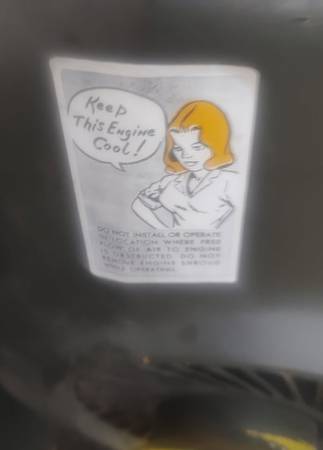 Keep
This Engine
Cool!
DO NOT INSTALL OR OPERATE
IN LOCATION WHERE FREE
FLOW OF AIR TO ENGINE
IS OBSTRUCTED. DO NOT
REMOVE ENGINE SHROUD
WHILE OPERATING.